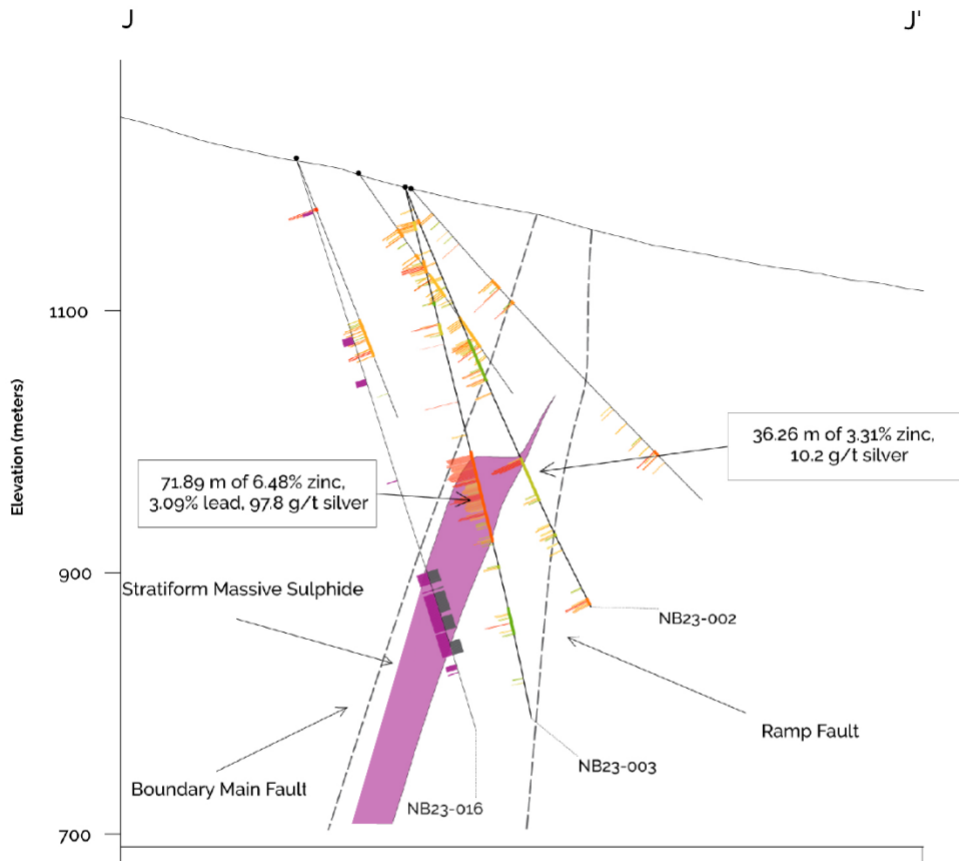 J
J'
Elevation (meters)
1100
36.26 m of 3.31% zinc,
10.2 g/t silver
71.89 m of 6.48% zinc,
3.09% lead, 97.8 g/t silver
900
Stratiform Massive Sulphide
NB23-002
Ramp Fault
NB23-003
Boundary Main Fault
NB23-016
700